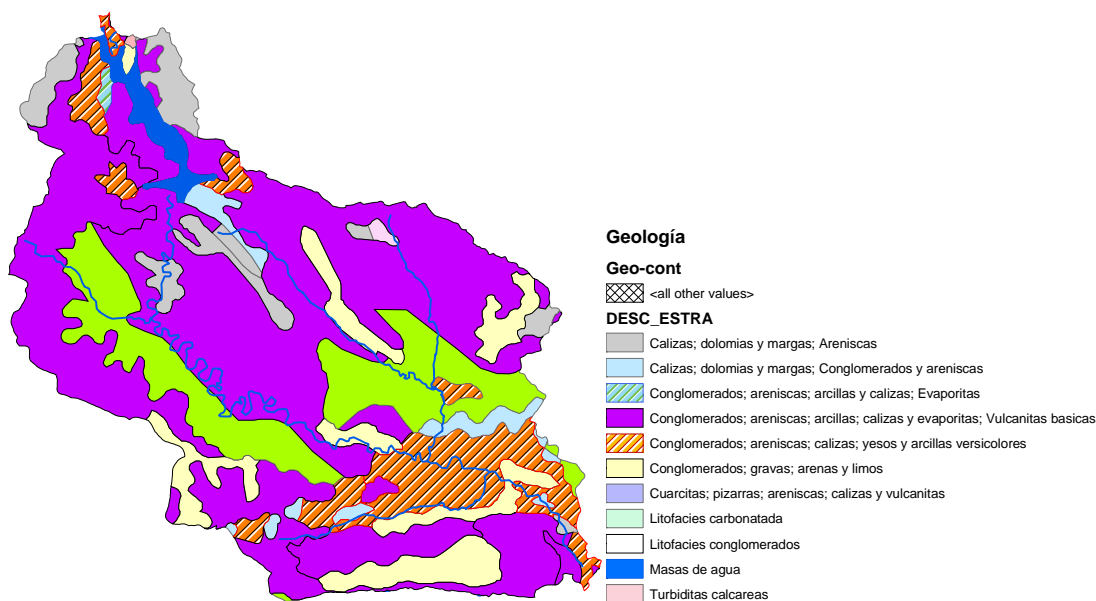 Geología
Geo-cont
<all other values>
DESC_ESTRA
Calizas; dolomias y margas; Areniscas
Calizas; dolomias y margas; Conglomerados y areniscas
Conglomerados; areniscas; arcillas y calizas; Evaporitas
Conglomerados; areniscas; arcillas; calizas y evaporitas; Vulcanitas basicas
Conglomerados; areniscas; calizas; yesos y arcillas versicolores
Conglomerados; gravas; arenas y limos
Cuarcitas; pizarras; areniscas; calizas y vulcanitas
Litofacies carbonatada
Litofacies conglomerados
Masas de agua
Turbiditas calcareas